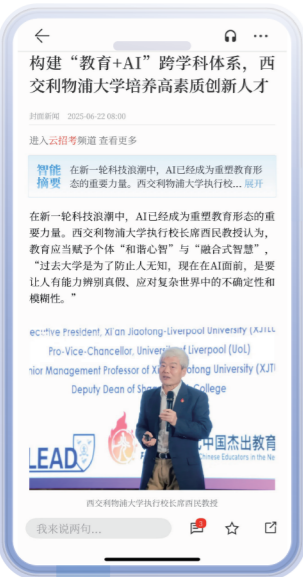 构建“教育+AI”跨学科体系，西
交利物浦大学培养高素质创新人才
封面新闻 2025-06-22 08:00
进入云招考频道 查看更多
智能
摘要
在新一轮科技浪潮中，AI已经成为重塑教育形
态的重要力量。西交利物浦大学执行校... 展开
在新一轮科技浪潮中，AI已经成为重塑教育形态的重
要力量。西交利物浦大学执行校长席西民教授认为，
教育应当赋予个体“和谐心智”与“融合式智慧”，
“过去大学是为了防止人无知，现在在AI面前，是要
让人有能力辨别真假、应对复杂世界中的不确定性和
模糊性。”
ecutive President, Xi'an Jiaotong-Liverpool University (XJTL
Pro-Vice-Chancellor, University of Liverpool (UoL)
nior Management Professor of Xi'an Jiaotong University (XJTU
Deputy Dean of College
LEAD
中国杰出教育
Chinese Educators in the Ne
西交利物浦大学执行校长席西民教授
我来说两句...